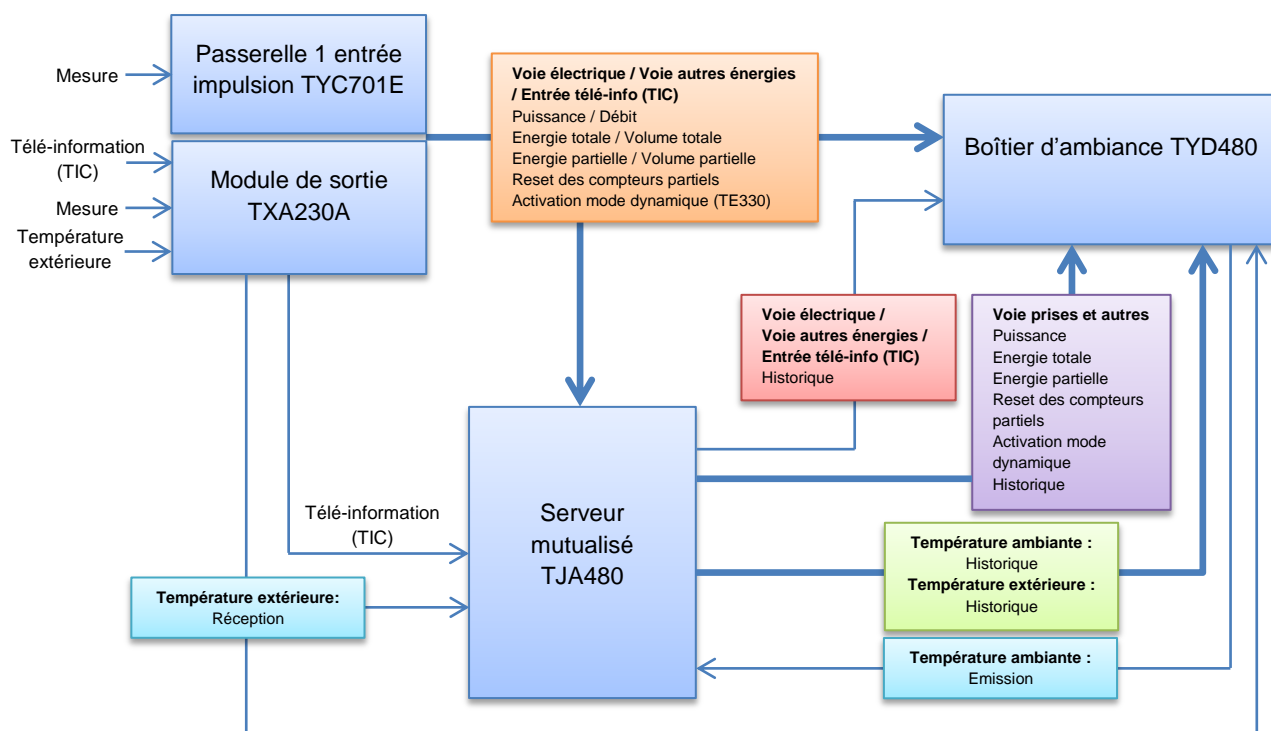 Passerelle 1 entrée
impulsion TYC701E
Mesure
Télé-information
(TIC)
Mesure
Température
extérieure
Module de sortie
TXA230A
Voie électrique / Voie autres énergies
/ Entrée télé-info (TIC)
Puissance / Débit
Energie totale / Volume totale
Energie partielle / Volume partielle
Reset des compteurs partiels
Activation mode dynamique (TE330)
Boîtier d’ambiance TYD480
Voie électrique /
Voie autres énergies /
Entrée télé-info (TIC)
Historique
Voie prises et autres
Puissance
Energie totale
Energie partielle
Reset des compteurs
partiels
Activation mode
dynamique
Historique
Télé-information
(TIC)
Serveur
mutualisé
TJA480
Température ambiante :
Historique
Température extérieure :
Historique
Température extérieure:
Réception
Température ambiante :
Emission